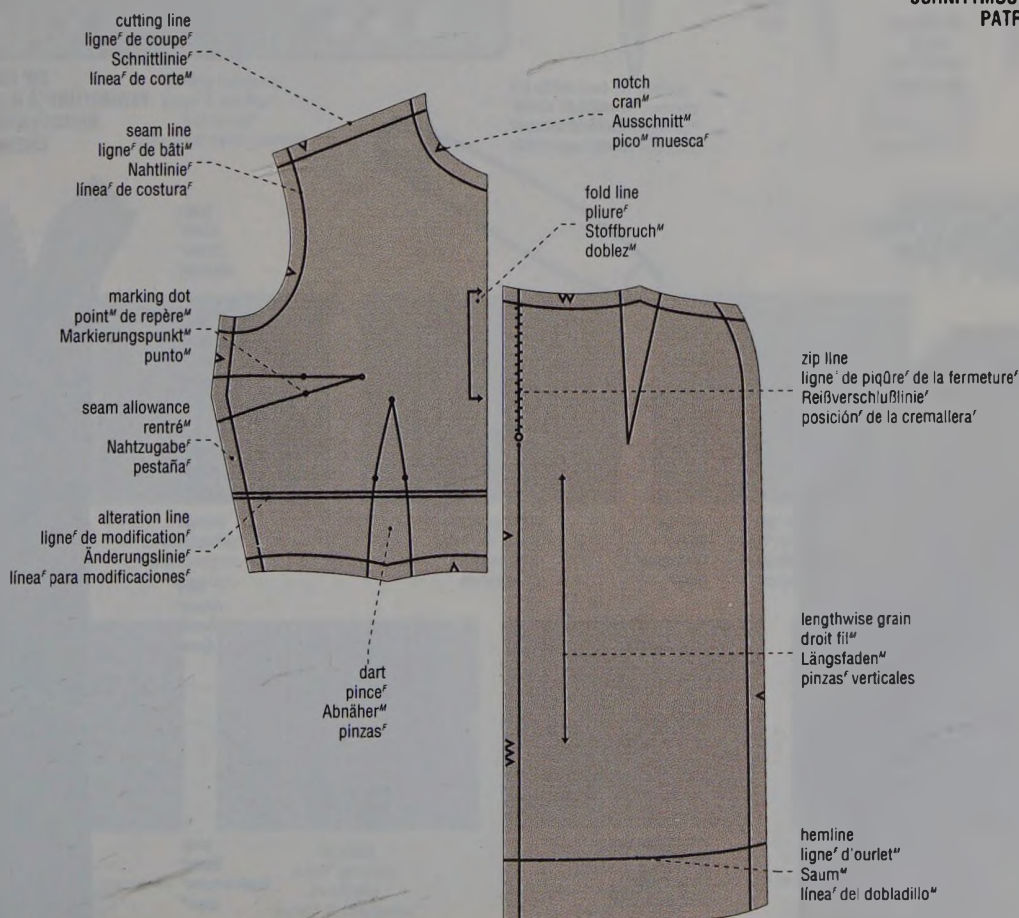 PATR
cutting line
ligneF de coupeF
SchnittlinieF
líneaF de corteM
seam line
ligneF de bâtiM
NahtlinieF
líneaF de costuraF
marking dot
pointM de repère
MarkierungspunktM
puntoM
seam allowance
rentréM
NahtzugabeF
pestañaF
alteration line
ligneF de modificationF
ÄnderungslinieF
líneaF para modificacionesF
dart
pinceF
AbnäherM
pinzasF
notch
cranM
AusschnittM
picoM muescaF
fold line
pliureF
StoffbruchM
doblezM
zip line
ligneF de piqûreF de la fermetureF
ReißverschlußlinieF
posiciónF de la cremalleraF
lengthwise grain
droit filM
LängsfadenM
pinzasF verticales
hemline
ligneF d'ourletM
SaumM
líneaF del dobladilloM